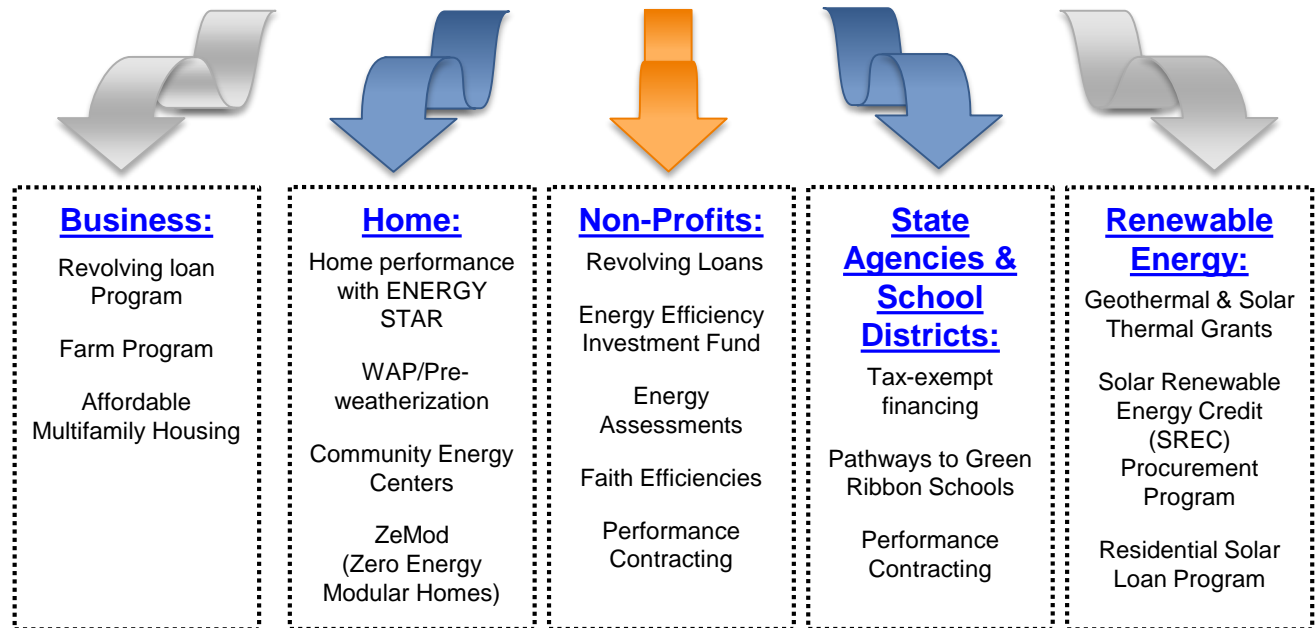 Business:
Revolving loan
Program
Farm Program
Affordable
Multifamily Housing
Home:
Home performance
with ENERGY
STAR
WAP/Pre-
weatherization
Community Energy
Centers
ZeMod
(Zero Energy
Modular Homes)
Non-Profits:
Revolving Loans
Energy Efficiency
Investment Fund
Energy
Assessments
Faith Efficiencies
Performance
Contracting
State
Agencies &
School
Districts:
Tax-exempt
financing
Pathways to Green
Ribbon Schools
Performance
Contracting
Renewable
Energy:
Geothermal & Solar
Thermal Grants
Solar Renewable
Energy Credit
(SREC)
Procurement
Program
Residential Solar
Loan Program